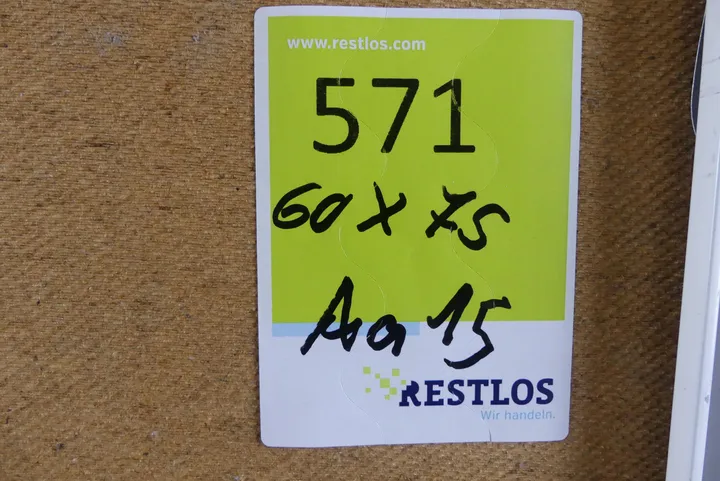 www.restlos.com
571
60 X 75
Aa 15
RESTLOS
Wir handeln.